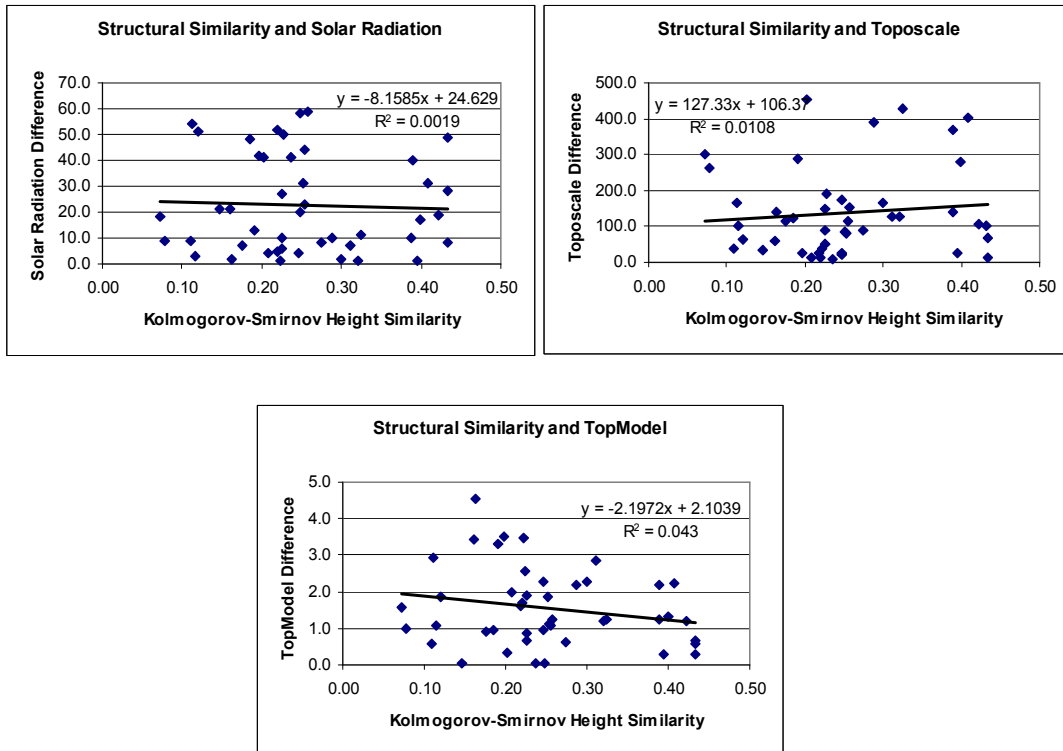 Structural Similarity and Solar Radiation
70.0
60.0
50.0
40.0
30.0
20.0
10.0
0.0
Solar Radiation Difference
y = -8.1585x + 24.629
R² = 0.0019
0.00 0.10 0.20 0.30 0.40 0.50
Kolmogorov-Smirnov Height Similarity
Structural Similarity and Toposcale
500.0
400.0
300.0
200.0
100.0
0.0
Toposcale Difference
y = 127.33x + 106.37
R² = 0.0108
0.00 0.10 0.20 0.30 0.40 0.50
Kolmogorov-Smirnov Height Similarity
Structural Similarity and TopModel
5.0
4.0
3.0
2.0
1.0
0.0
TopModel Difference
y = -2.1972x + 2.1039
R² = 0.043
0.00 0.10 0.20 0.30 0.40 0.50
Kolmogorov-Smirnov Height Similarity